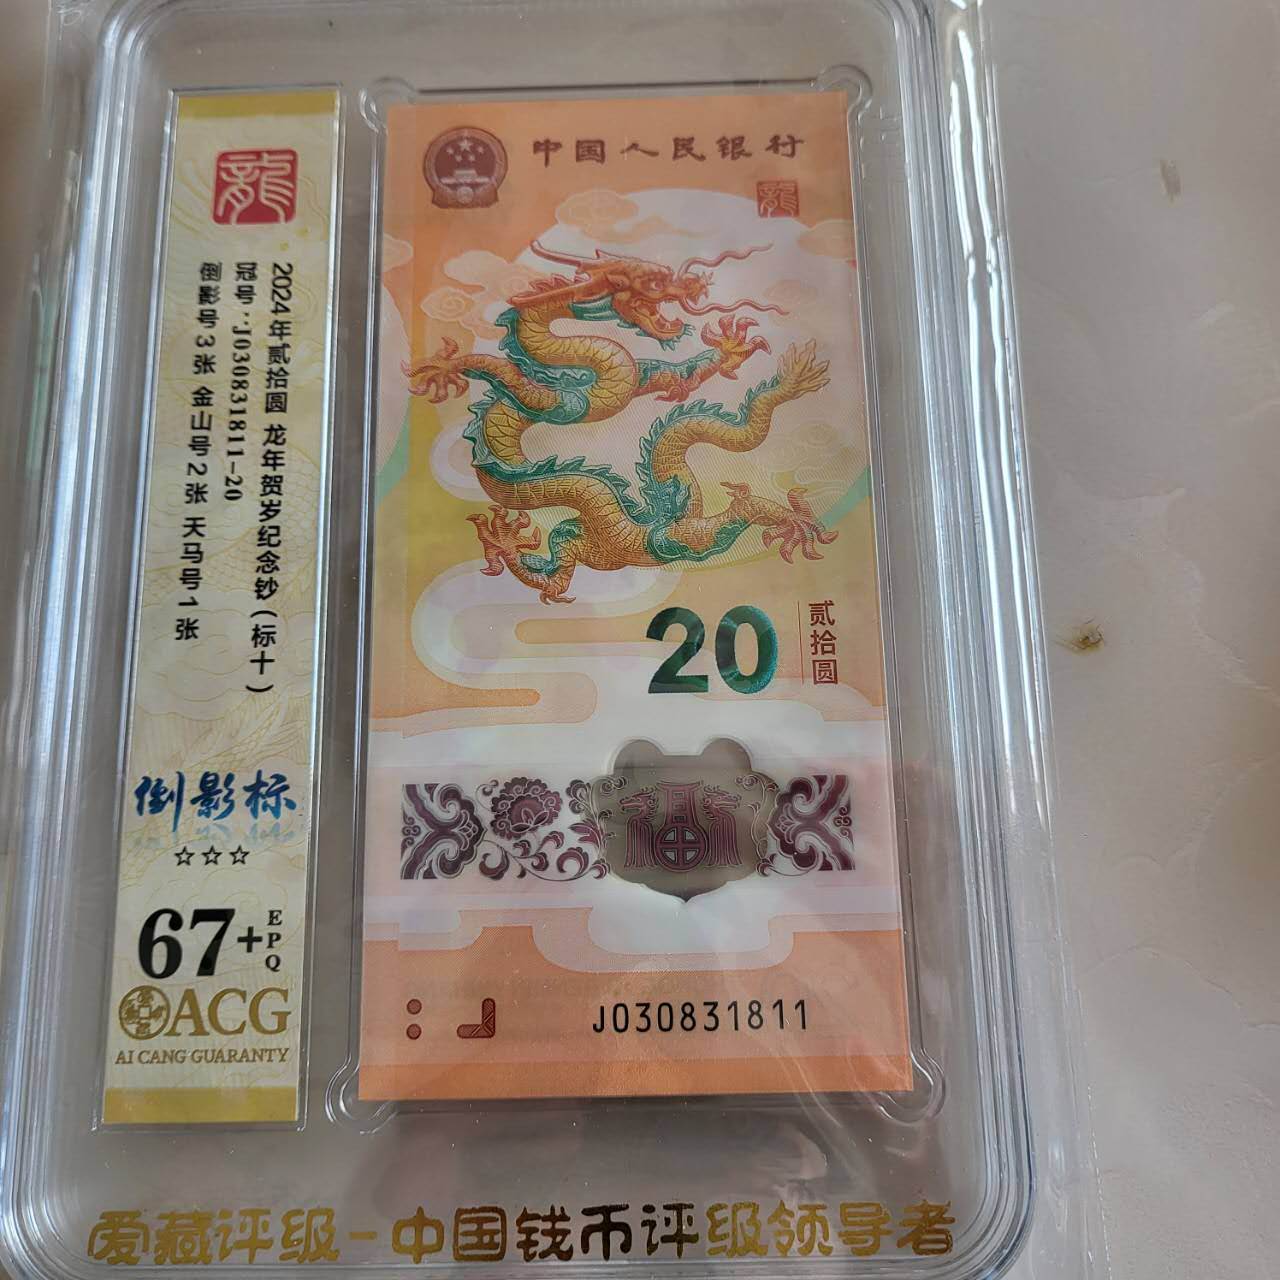 龍
2024年贰拾圆 龙年贺岁纪念钞(标十)
冠号:J030831811-20
倒影号3张 金山号2张 天马号1张
倒影标
☆☆☆
67+
EPQ
ACG
AI CANG GUARANTY
中国人民银行
龍
20
贰拾圆
福
J030831811
爱藏评级-中国钱币评级领导者